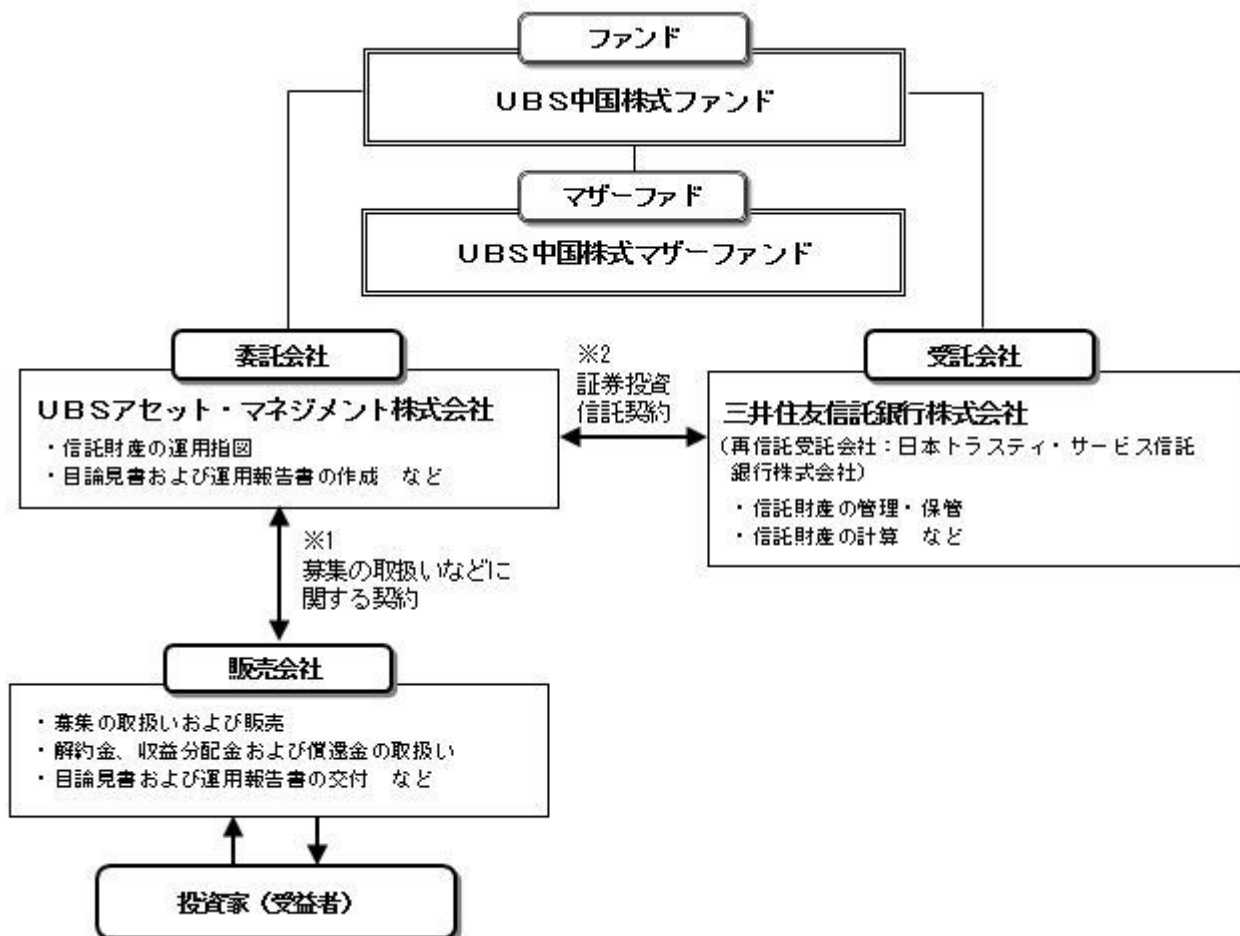 ファンド
UBS中国株式ファンド
マザーファド
UBS中国株式マザーファンド
委託会社
UBSアセット・マネジメント株式会社
・信託財産の運用指図
・目論見書および運用報告書の作成　など
※2
証券投資
信託契約
受託会社
三井住友信託銀行株式会社
(再信託受託会社：日本トラスティ・サービス信託
銀行株式会社)
・信託財産の管理・保管
・信託財産の計算　など
※1
募集の取扱いなどに
関する契約
販売会社
・募集の取扱いおよび販売
・解約金、収益分配金および償還金の取扱い
・目論見書および運用報告書の交付　など
投資家（受益者）